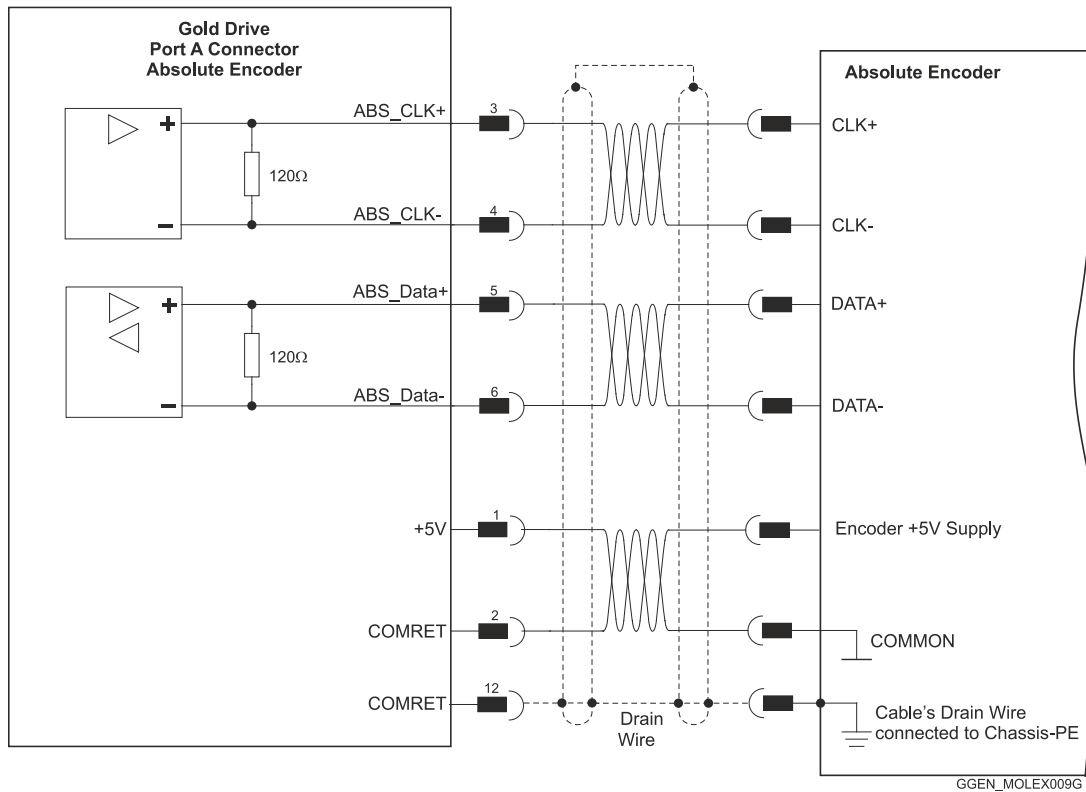 Gold Drive
Port A Connector
Absolute Encoder
Absolute Encoder
+
ABS_CLK+
3
CLK+
120Ω
-
ABS_CLK-
4
CLK-
+
ABS_Data+
5
DATA+
120Ω
-
ABS_Data-
6
DATA-
+5V
1
Encoder +5V Supply
COMRET
2
COMMON
COMRET
12
Drain
Wire
Cable's Drain Wire
connected to Chassis-PE
GGEN_MOLEX009G